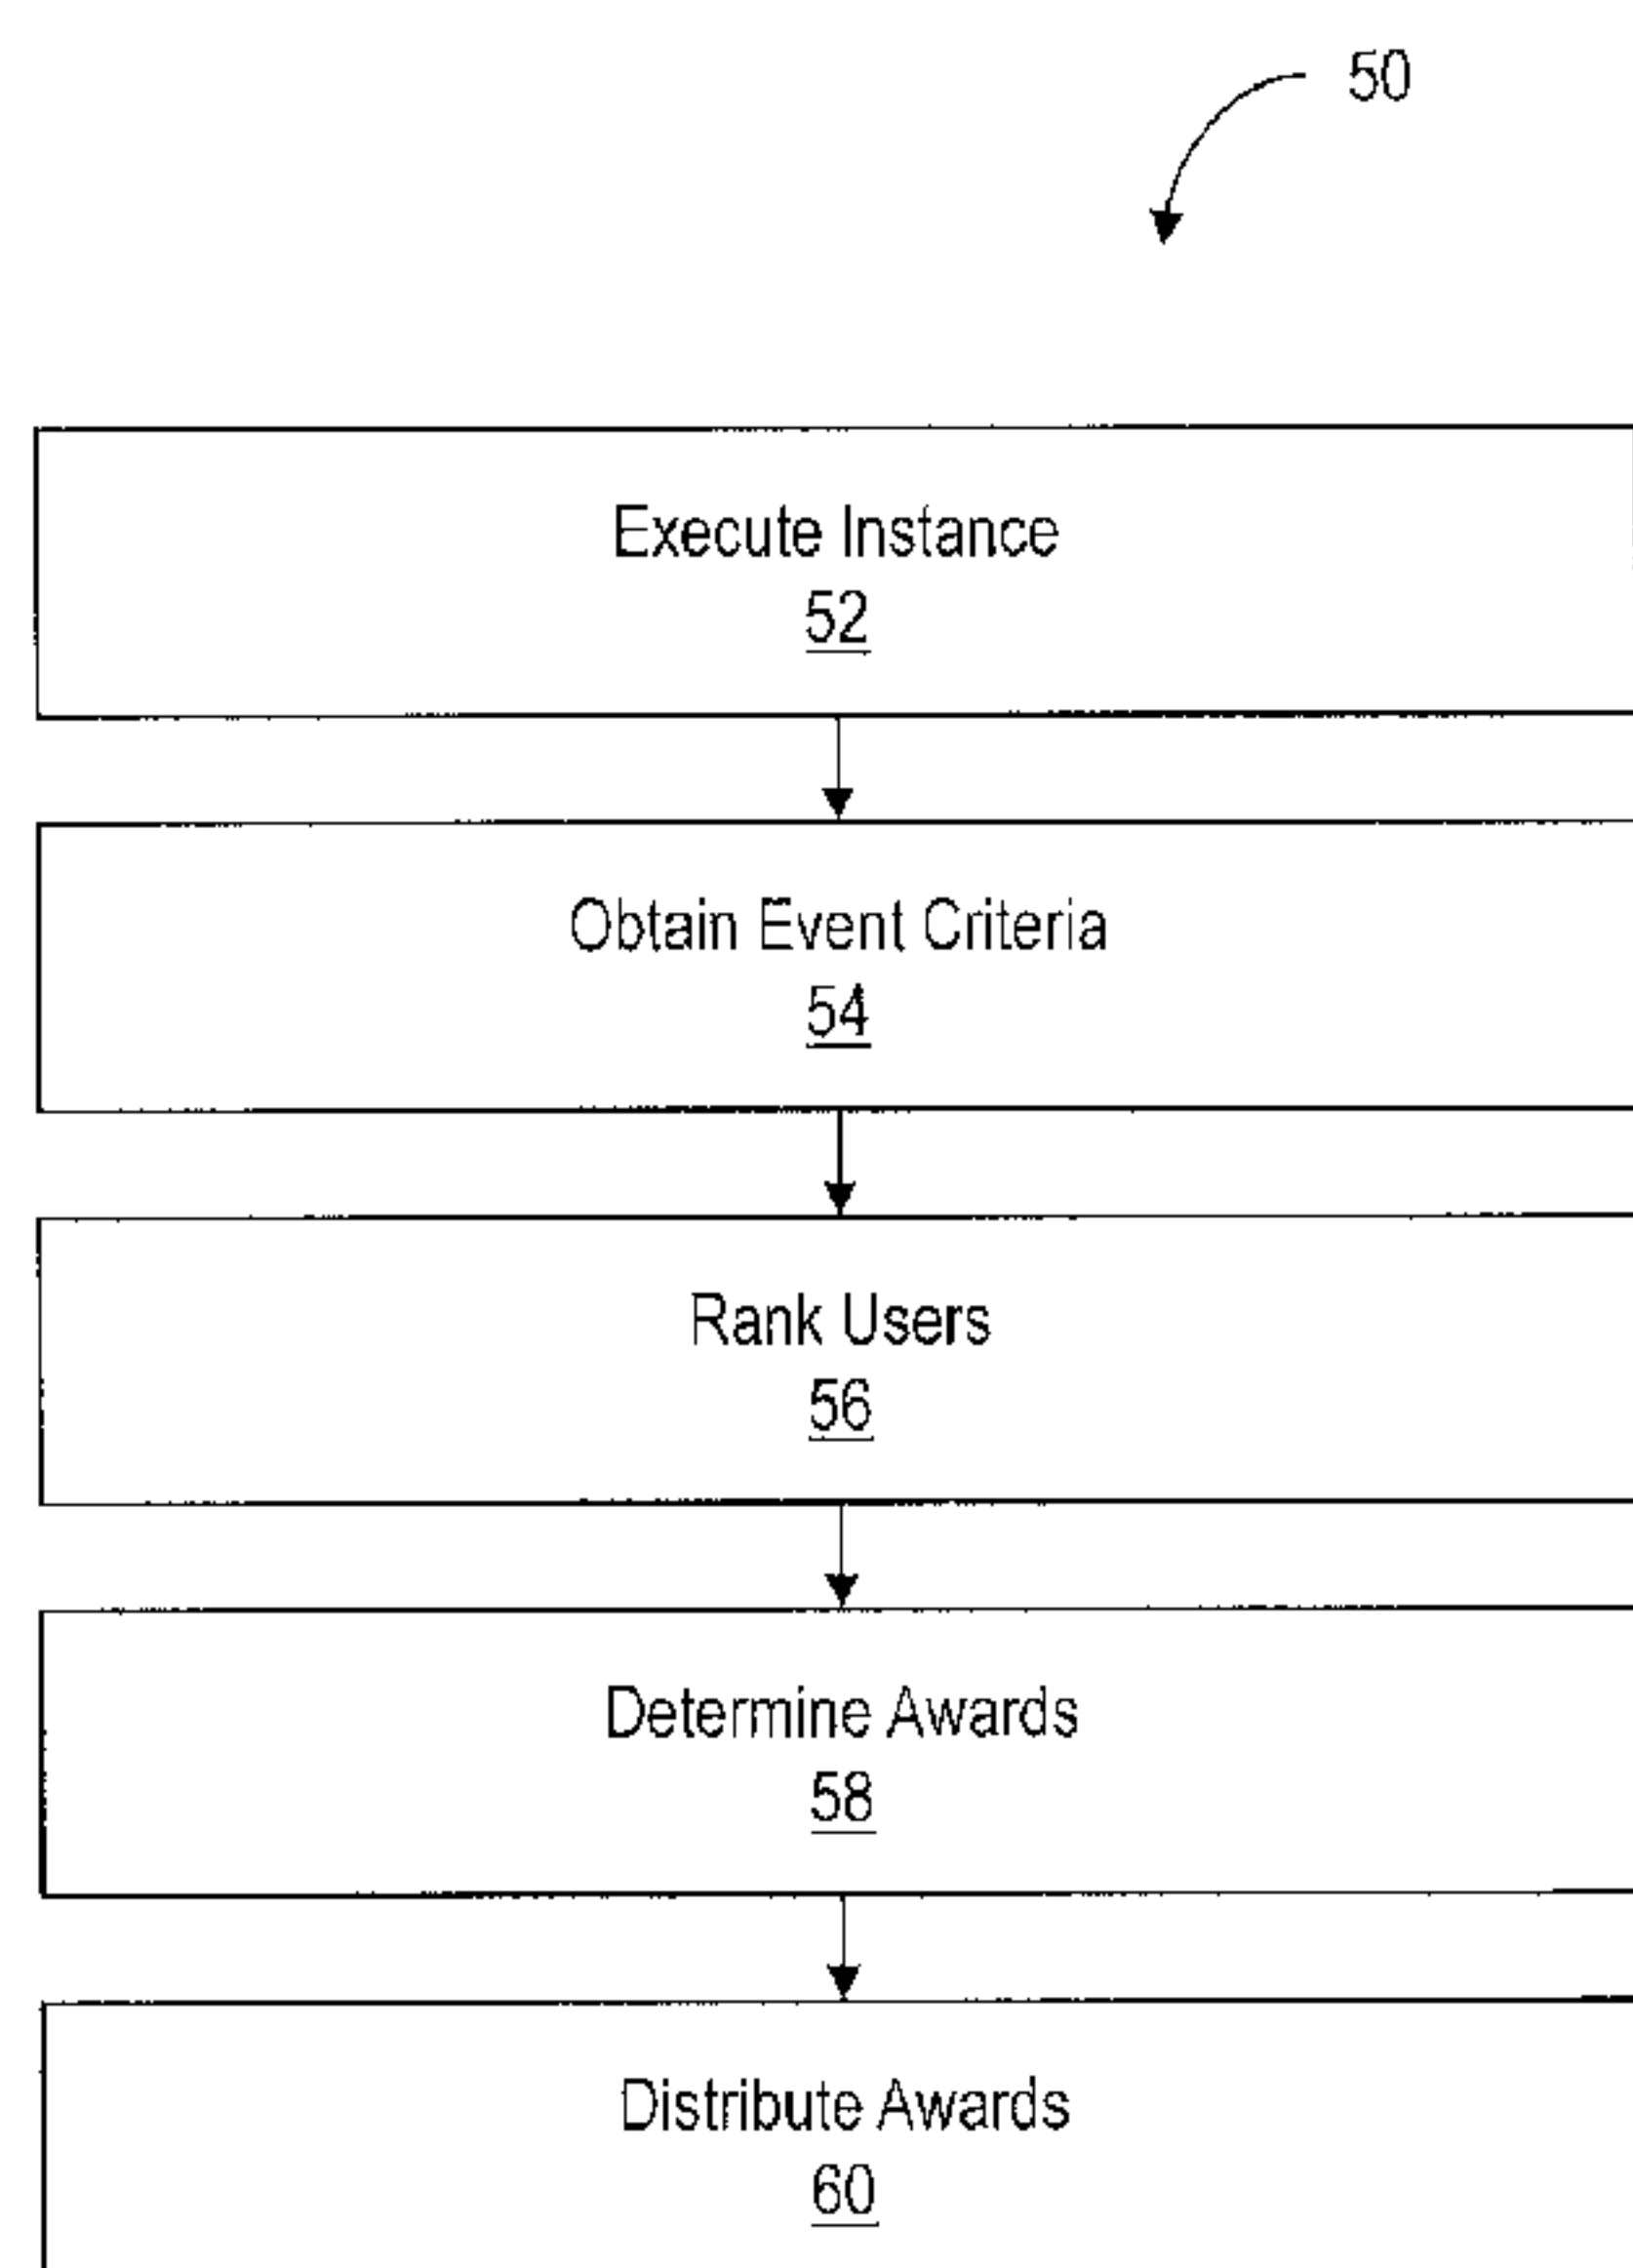 50
Execute Instance
52
Obtain Event Criteria
54
Rank Users
56
Determine Awards
58
Distribute Awards
60